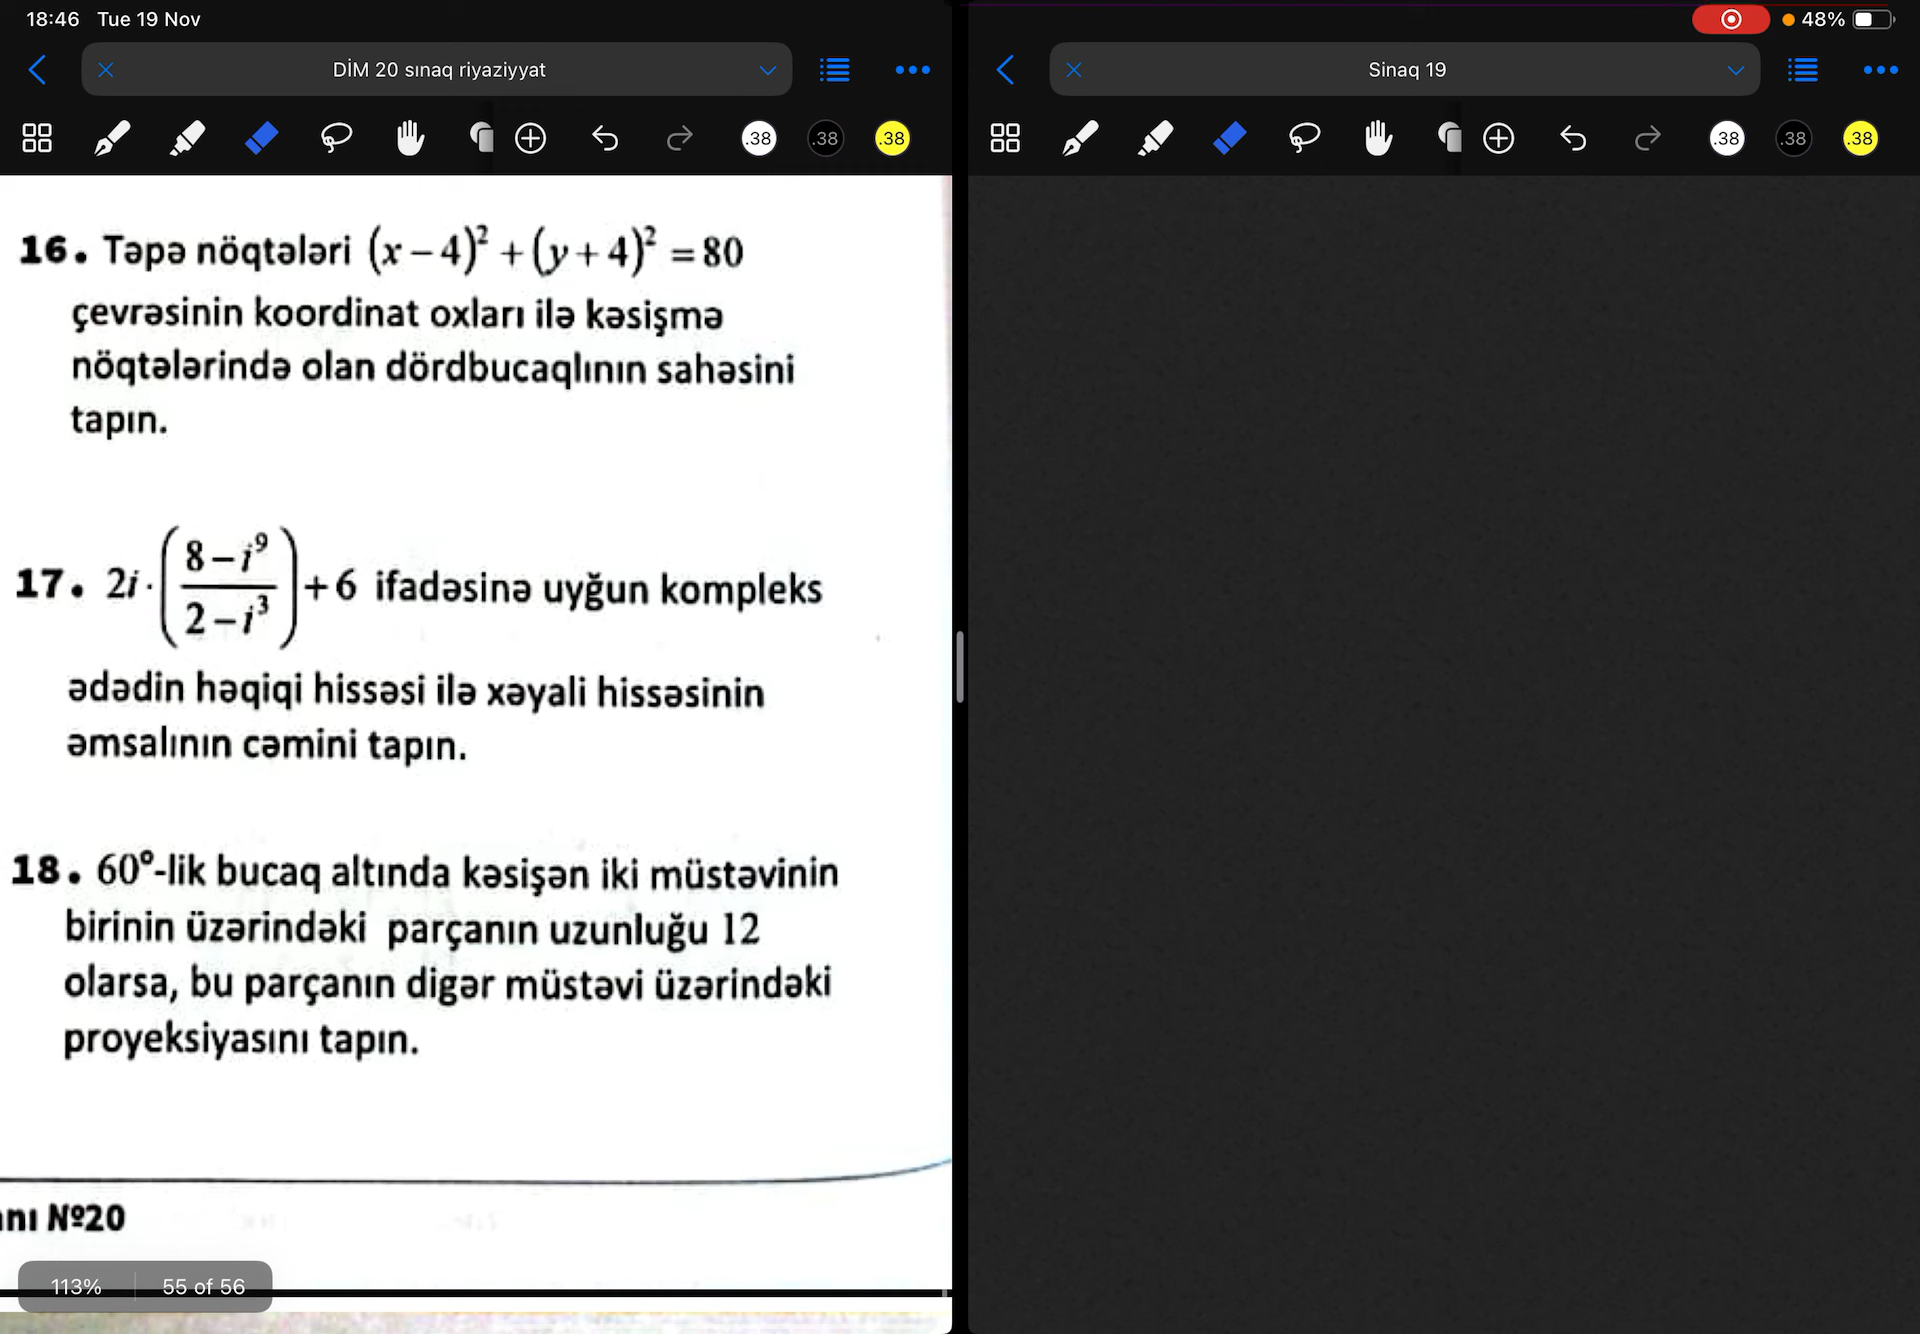 18:46 Tue 19 Nov
48%
DİM 20 sınaq riyaziyyat
Sinaq 19
.38 .38 .38
.38 .38 .38
16. Təpə nöqtələri (x – 4)² + (y + 4)² = 80
çevrəsinin koordinat oxları ilə kəsişmə
nöqtələrində olan dördbucaqlının sahəsini
tapın.
17. 2i · ( (8 – i⁹) / (2 – i³) ) + 6 ifadəsinə uyğun kompleks
ədədin həqiqi hissəsi ilə xəyali hissəsinin
əmsalının cəmini tapın.
18. 60°-lik bucaq altında kəsişən iki müstəvinin
birinin üzərindəki parçanın uzunluğu 12
olarsa, bu parçanın digər müstəvi üzərindəki
proyeksiyasını tapın.
nı №20
113% 55 of 56